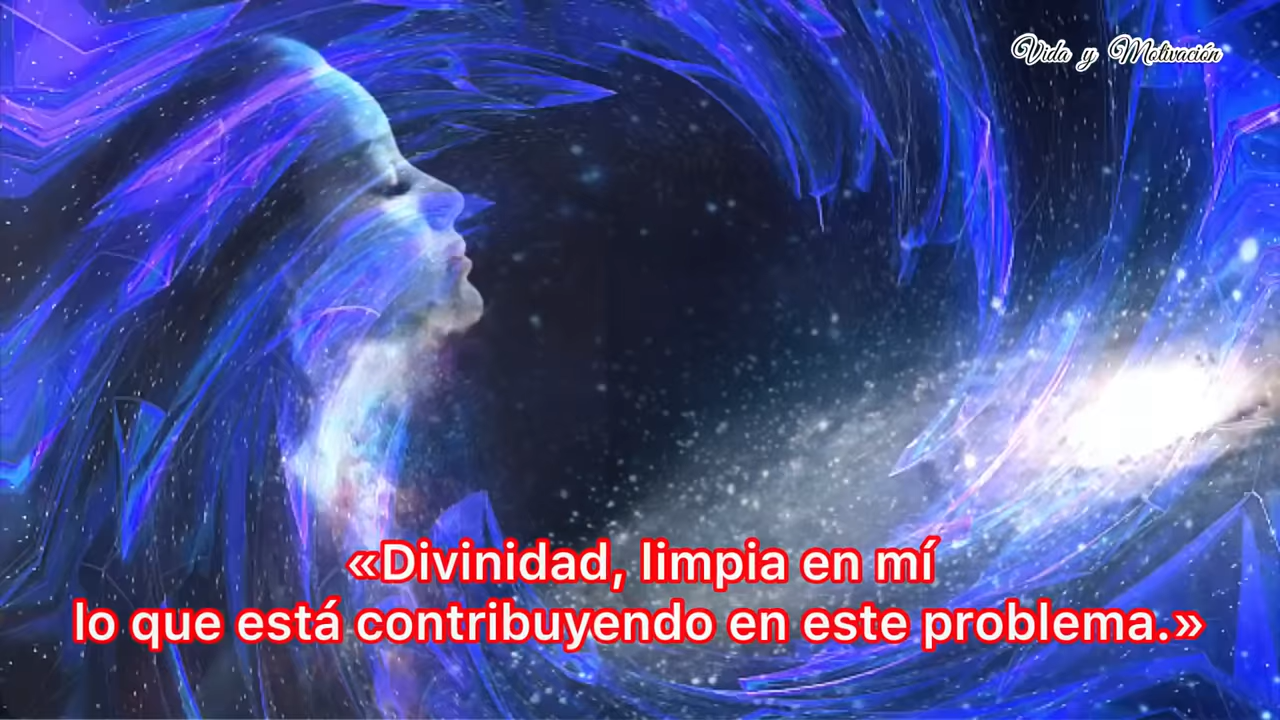 Vida y Motivación
«Divinidad, limpia en mí
lo que está contribuyendo en este problema.»